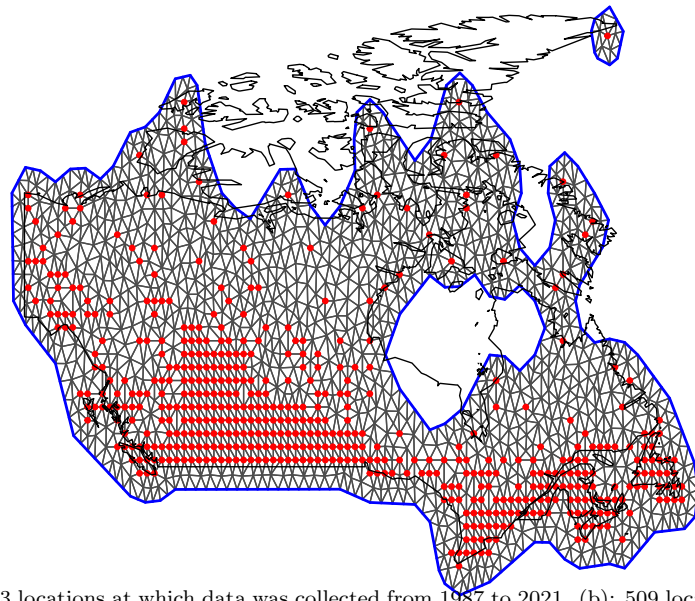 3 locations at which data was collected from 1987 to 2021. (b): 509 loc